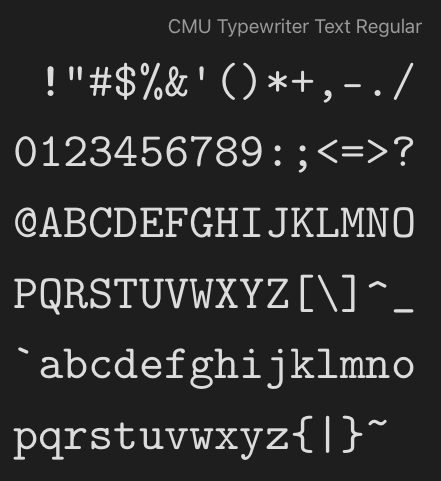 CMU Typewriter Text Regular
!"#$%&'()*+,-./
0123456789:;<=>?
@ABCDEFGHIJKLMNO
PQRSTUVWXYZ[\]^_
`abcdefghijklmno
pqrstuvwxyz{|}~